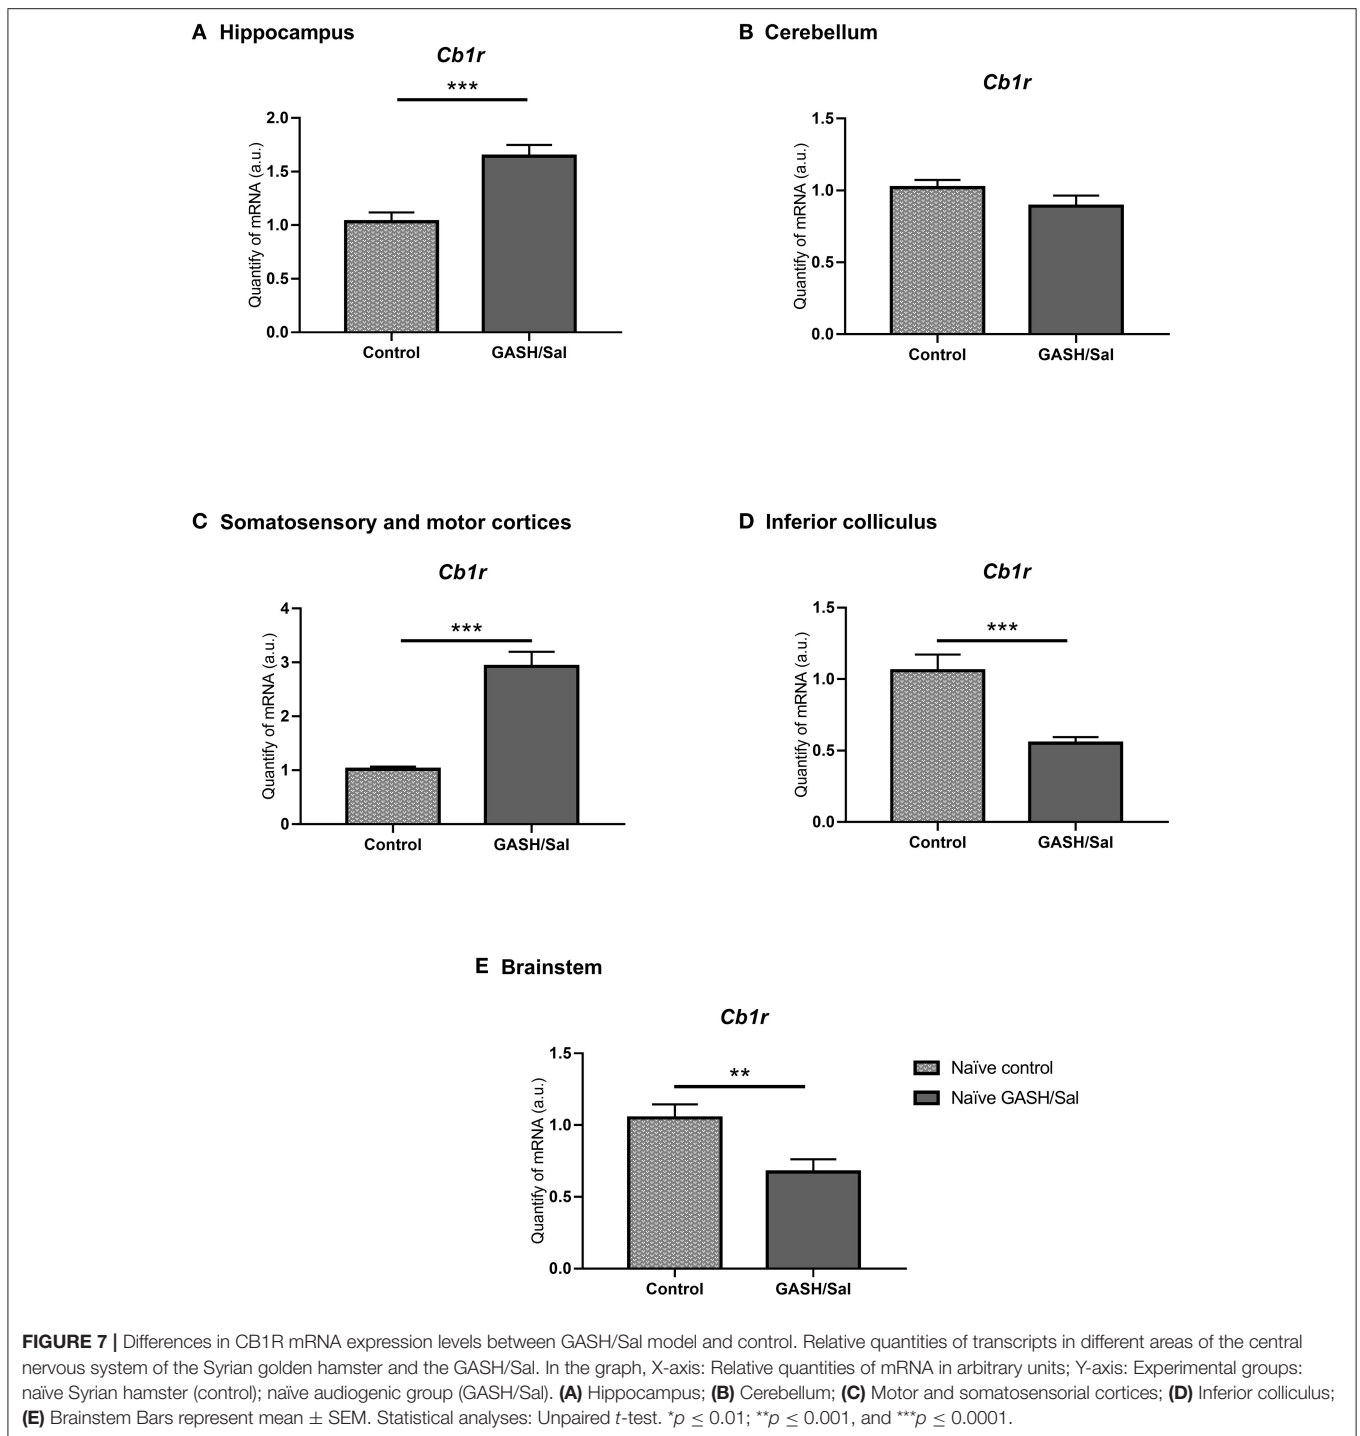 A Hippocampus
Cb1r
***
Quantify of mRNA (a.u.)
2.0
1.5
1.0
0.5
0.0
Control GASH/Sal
B Cerebellum
Cb1r
Quantify of mRNA (a.u.)
1.5
1.0
0.5
0.0
Control GASH/Sal
C Somatosensory and motor cortices
Cb1r
***
Quantify of mRNA (a.u.)
4
3
2
1
0
Control GASH/Sal
D Inferior colliculus
Cb1r
***
Quantify of mRNA (a.u.)
1.5
1.0
0.5
0.0
Control GASH/Sal
E Brainstem
Cb1r
**
Quantify of mRNA (a.u.)
1.5
1.0
0.5
0.0
Control GASH/Sal
Naïve control
Naïve GASH/Sal
FIGURE 7 | Differences in CB1R mRNA expression levels between GASH/Sal model and control. Relative quantities of transcripts in different areas of the central
nervous system of the Syrian golden hamster and the GASH/Sal. In the graph, X-axis: Relative quantities of mRNA in arbitrary units; Y-axis: Experimental groups:
naïve Syrian hamster (control); naïve audiogenic group (GASH/Sal). (A) Hippocampus; (B) Cerebellum; (C) Motor and somatosensorial cortices; (D) Inferior colliculus;
(E) Brainstem Bars represent mean ± SEM. Statistical analyses: Unpaired t-test. *p ≤ 0.01; **p ≤ 0.001, and ***p ≤ 0.0001.